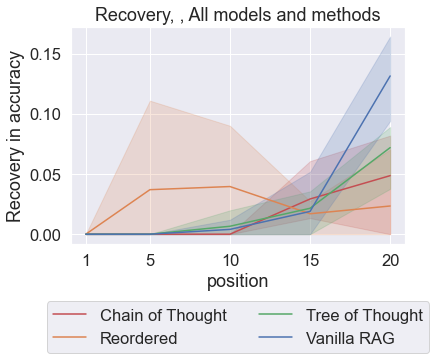 Recovery, , All models and methods
Recovery in accuracy
0.15
0.10
0.05
0.00
1 5 10 15 20
position
Chain of Thought Tree of Thought
Reordered Vanilla RAG